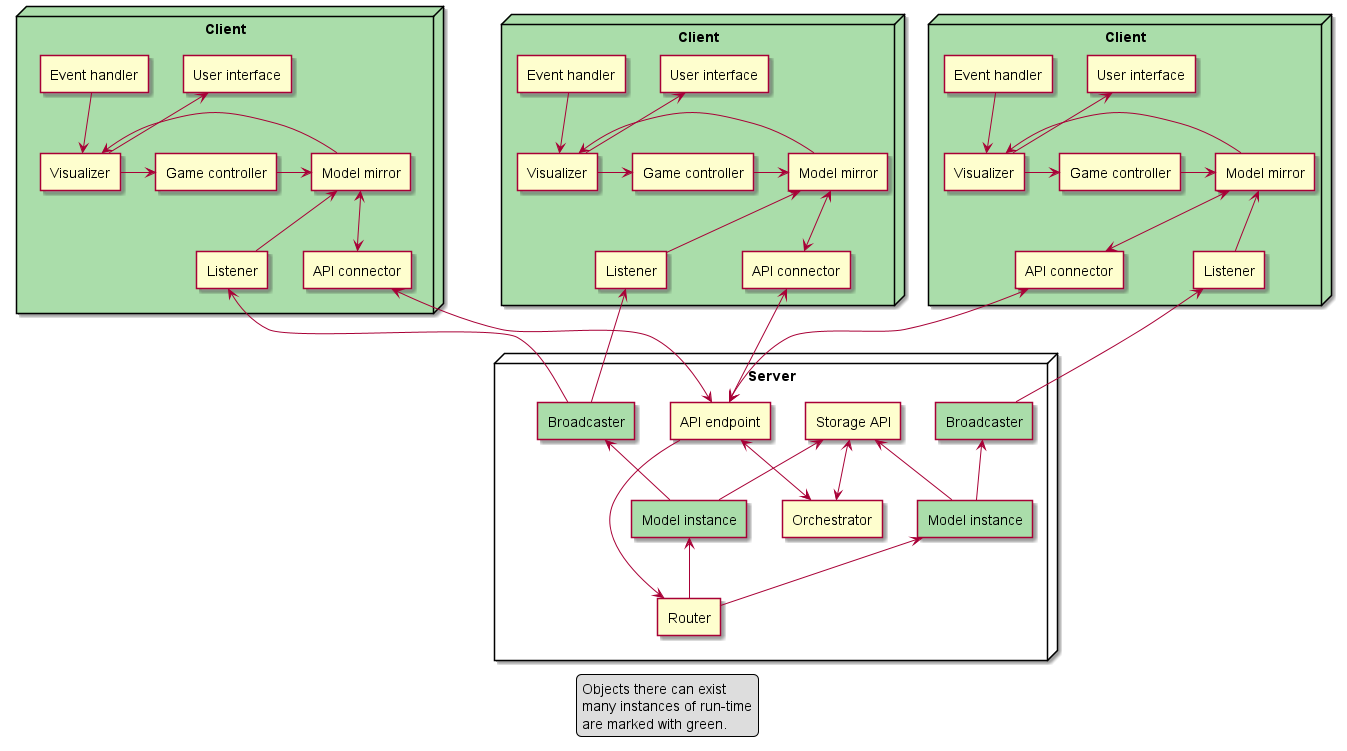 Client
Event handler
User interface
Visualizer
Game controller
Model mirror
Listener
API connector
Client
Event handler
User interface
Visualizer
Game controller
Model mirror
Listener
API connector
Client
Event handler
User interface
Visualizer
Game controller
Model mirror
API connector
Listener
Server
Broadcaster
API endpoint
Storage API
Broadcaster
Model instance
Orchestrator
Model instance
Router
Objects there can exist
many instances of run-time
are marked with green.